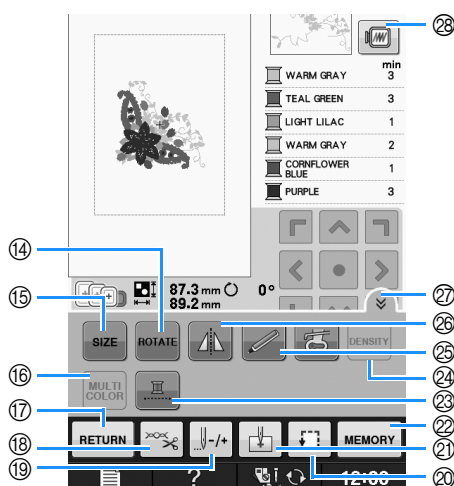 ㉘
min
WARM GRAY 3
TEAL GREEN 3
LIGHT LILAC 1
WARM GRAY 2
CORNFLOWER
BLUE 1
PURPLE 3
⑭
87.3 mm 0°
89.2 mm
㉗
⑮
SIZE
ROTATE
DENSITY
㉖
㉕
㉔
⑯
MULTI
COLOR
㉓
⑰
RETURN
-/+
MEMORY
㉒
⑱
⑲
㉑
⑳
?